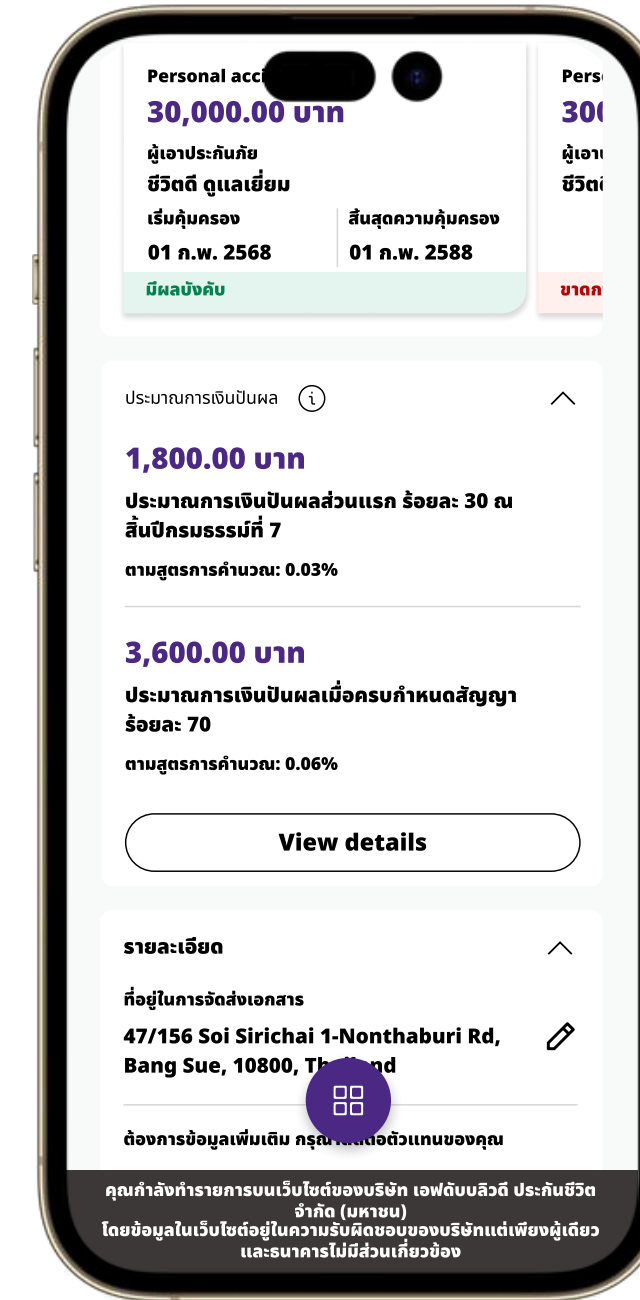 Personal acci
30,000.00 บาท
ผู้เอาประกันภัย
ชีวิตดี ดูแลเยี่ยม
เริ่มคุ้มครอง
สิ้นสุดความคุ้มครอง
01 ก.พ. 2568
01 ก.พ. 2588
มีผลบังคับ
Pers
300
ผู้เอา
ชีวิตดี
ขาดก
ประมาณการเงินปันผล
1,800.00 บาท
ประมาณการเงินปันผลส่วนแรก ร้อยละ 30 ณ
สิ้นปีกรมธรรม์ที่ 7
ตามสูตรการคำนวณ: 0.03%
3,600.00 บาท
ประมาณการเงินปันผลเมื่อครบกำหนดสัญญา
ร้อยละ 70
ตามสูตรการคำนวณ: 0.06%
View details
รายละเอียด
ที่อยู่ในการจัดส่งเอกสาร
47/156 Soi Sirichai 1-Nonthaburi Rd,
Bang Sue, 10800, Thailand
ต้องการข้อมูลเพิ่มเติม กรุณาติดต่อตัวแทนของคุณ
คุณกำลังทำรายการบนเว็บไซต์ของบริษัท เอฟดับบลิวดี ประกันชีวิต
จำกัด (มหาชน)
โดยข้อมูลในเว็บไซต์อยู่ในความรับผิดชอบของบริษัทแต่เพียงผู้เดียว
และธนาคารไม่มีส่วนเกี่ยวข้อง